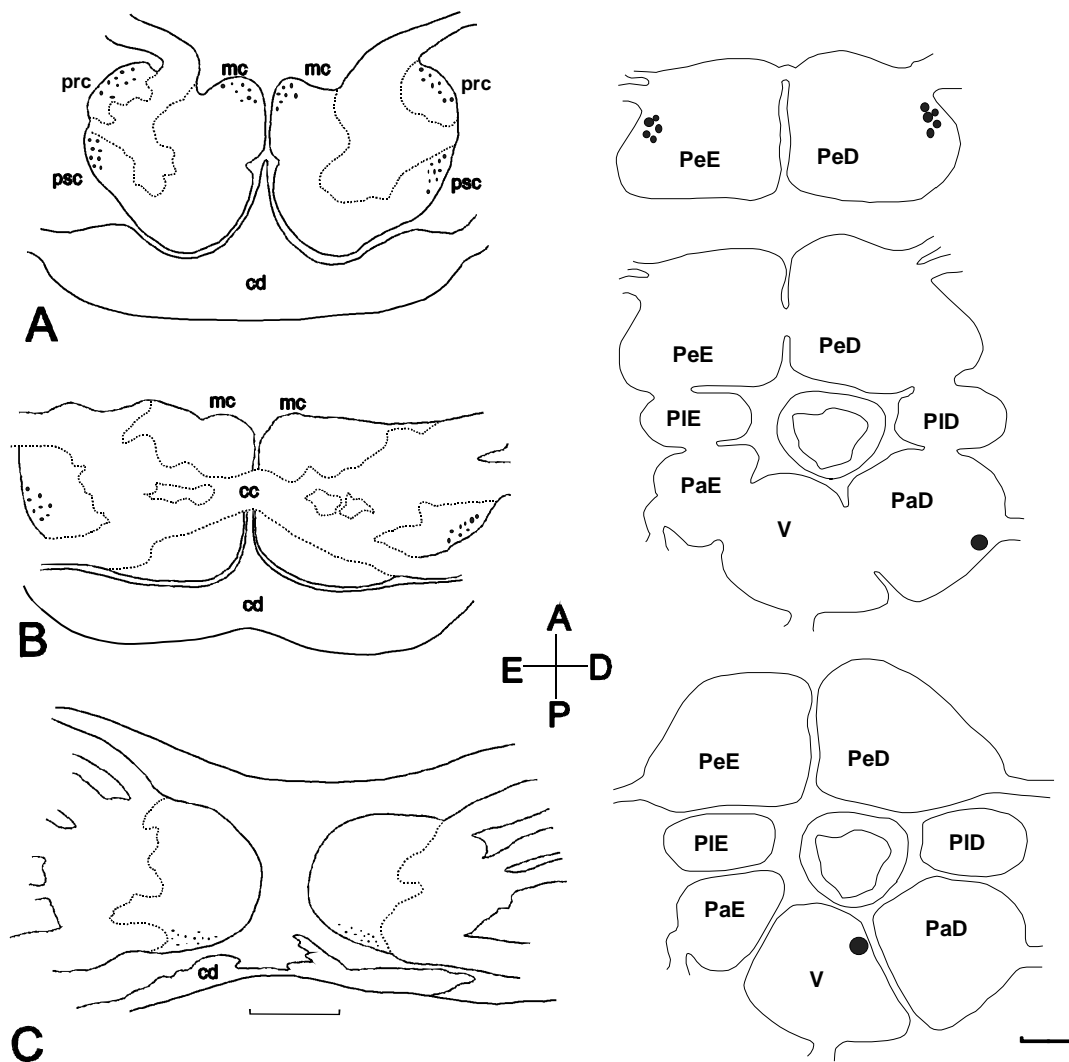 mc mc
prc prc
psc psc
cd
A
mc mc
cc
cd
B
cd
C
A
E D
P
PeE PeD
PeE PeD
PlE PlD
PaE PaD
V
PeE PeD
PlE PlD
PaE PaD
V